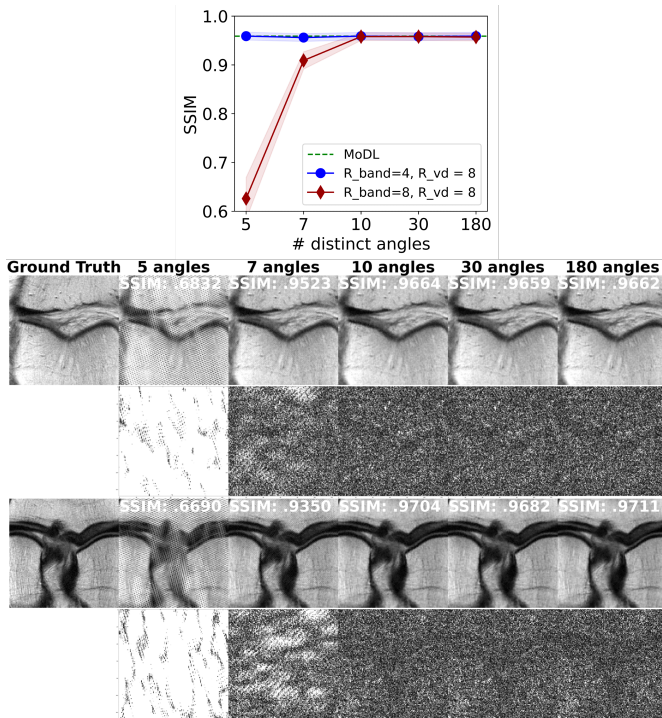 1.0
0.9
0.8
0.7
0.6
SSIM
MoDL
R_band=4, R_vd = 8
R_band=8, R_vd = 8
5 7 10 30 180
# distinct angles
Ground Truth 5 angles 7 angles 10 angles 30 angles 180 angles
SSIM: .6832 SSIM: .9523 SSIM: .9664 SSIM: .9659 SSIM: .9662
SSIM: .6690 SSIM: .9350 SSIM: .9704 SSIM: .9682 SSIM: .9711